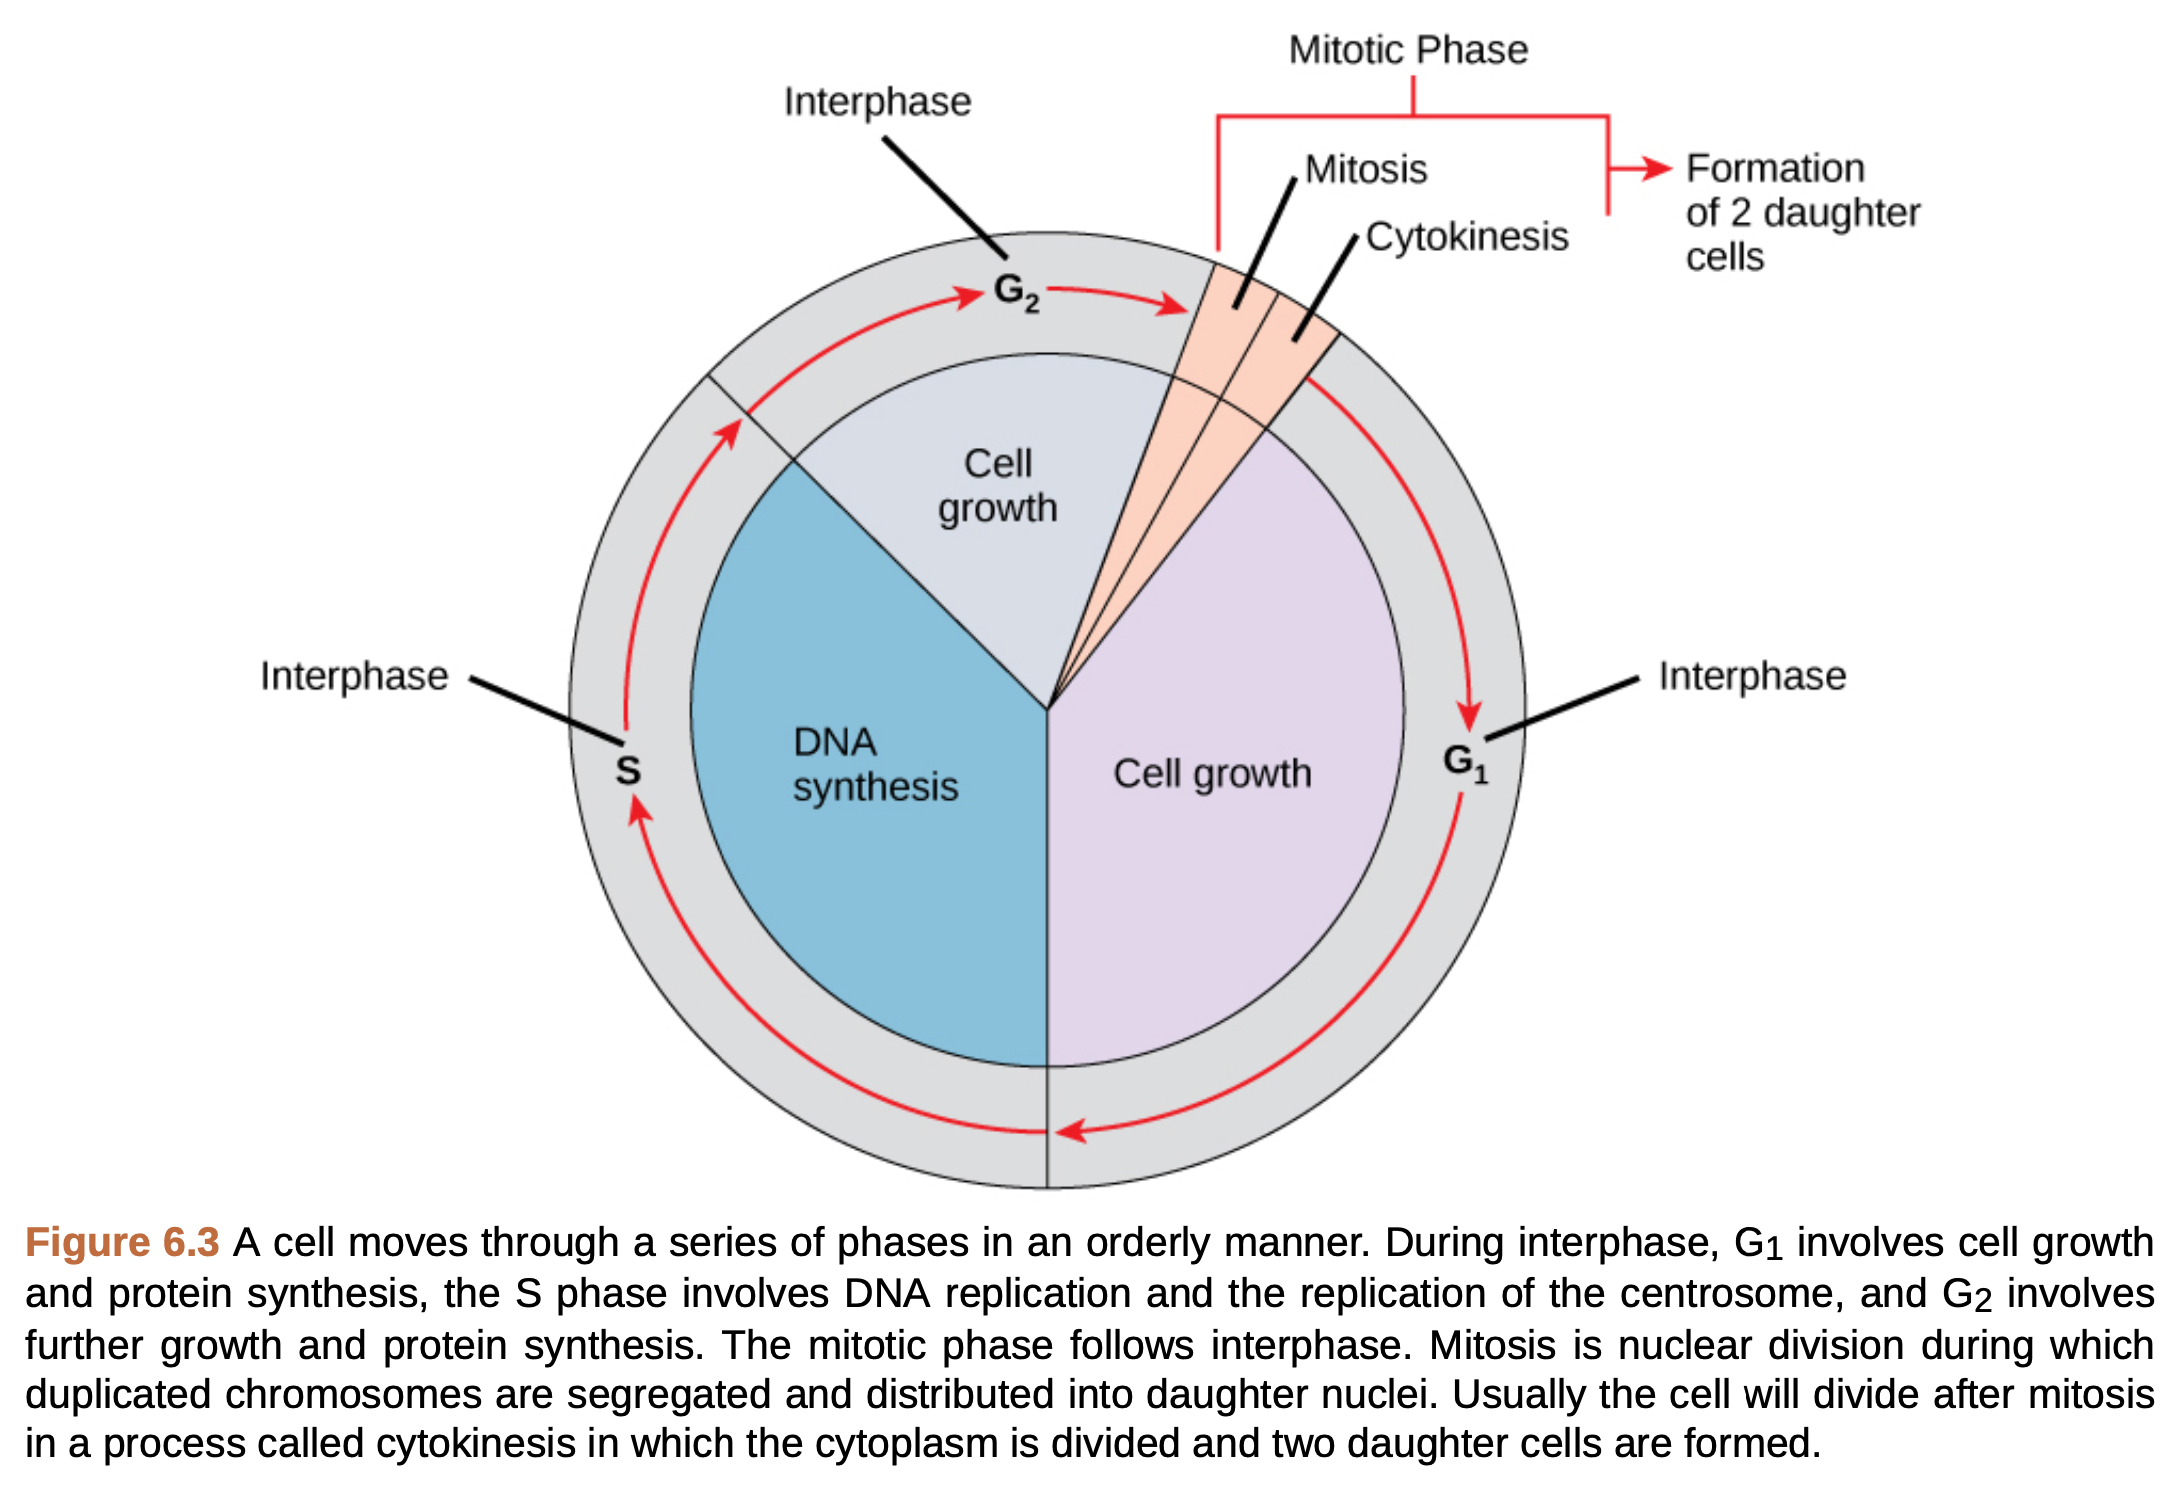 Mitotic Phase
Interphase
Mitosis
Formation
of 2 daughter
cells
Cytokinesis
G₂
Cell
growth
Interphase
Interphase
DNA
synthesis
S
Cell growth
G₁
Figure 6.3 A cell moves through a series of phases in an orderly manner. During interphase, G1 involves cell growth
and protein synthesis, the S phase involves DNA replication and the replication of the centrosome, and G2 involves
further growth and protein synthesis. The mitotic phase follows interphase. Mitosis is nuclear division during which
duplicated chromosomes are segregated and distributed into daughter nuclei. Usually the cell will divide after mitosis
in a process called cytokinesis in which the cytoplasm is divided and two daughter cells are formed.